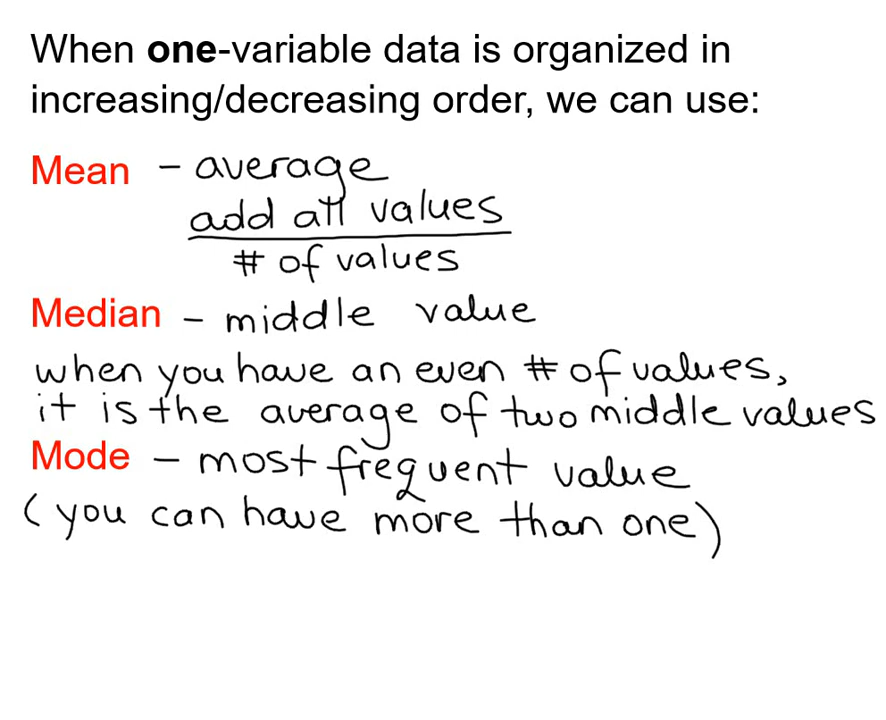 When one-variable data is organized in
increasing/decreasing order, we can use:
Mean - average
add all values
# of values
Median - middle value
when you have an even # of values,
it is the average of two middle values
Mode - most frequent value
(you can have more than one)